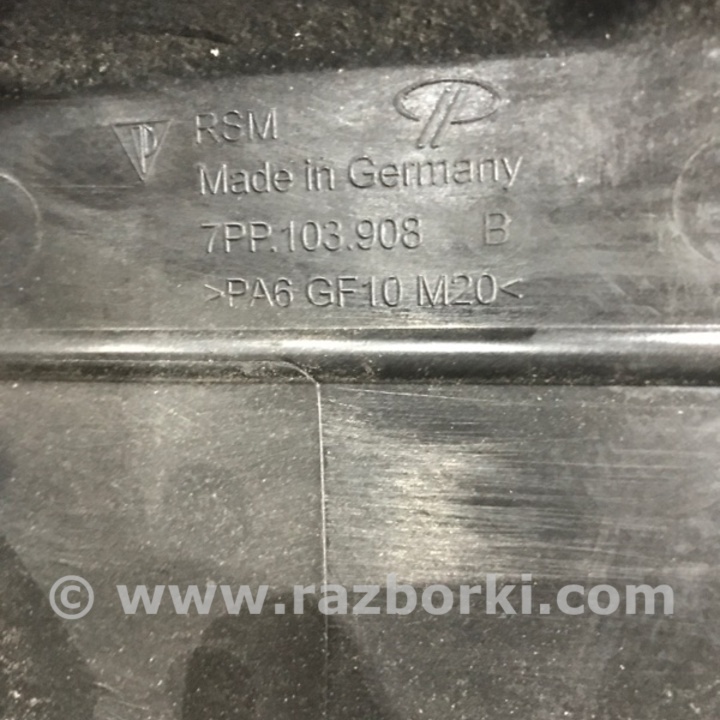 RSM
Made in Germany
7PP.103.908 B
>PA6 GF10 M20<
© www.razborki.com